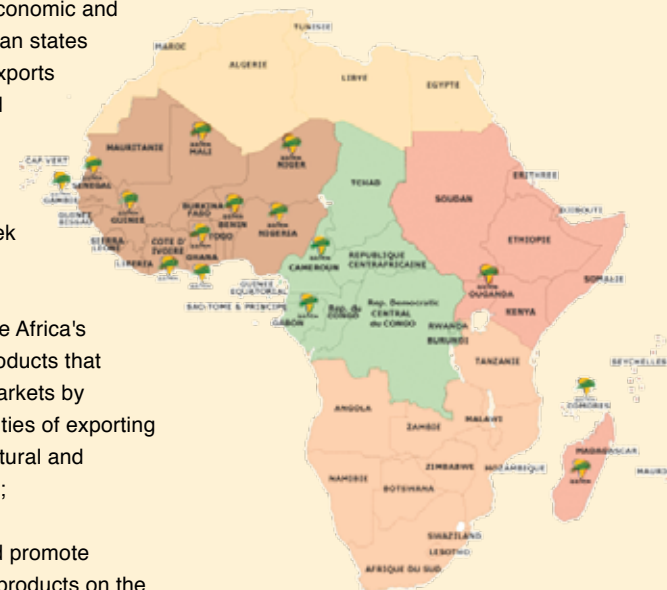 conomic and
an states
xports
ek
e Africa's
oducts that
arkets by
ties of exporting
tural and
;
l promote
products on the
TUNISIE
MAROC
ALGERIE
LIBYE
EGYPTE
MAURITANIE
MALI
NIGER
TCHAD
SOUDAN
ERITHREE
DJIBOUTI
CAP VERT
SENEGAL
GAMBIE
GUINEE
BISSAU
GUINEE
BURKINA
FASO
BENIN
NIGERIA
ETHIOPIE
SIERRA
LEONE
COTE D'
IVOIRE
TOGO
GHANA
LIBERIA
CAMEROUN
REPUBLIQUE
CENTRAFRICAINE
SOMALIE
GUINEE
EQUATORIAL
OUGANDA
KENYA
SAO-TOME & PRINCIPE
GABON
Rep. du
CONGO
Rep. Democratic
CENTRAL
du CONGO
RWANDA
BURUNDI
TANZANIE
SEYCHELLES
COMORES
ANGOLA
ZAMBIE
MALAWI
MADAGASCAR
ZIMBABWE
MOZAMBIQUE
MAURI
NAMIBIE
BOTSWANA
SWAZILAND
LESOTHO
AFRIQUE DU SUD